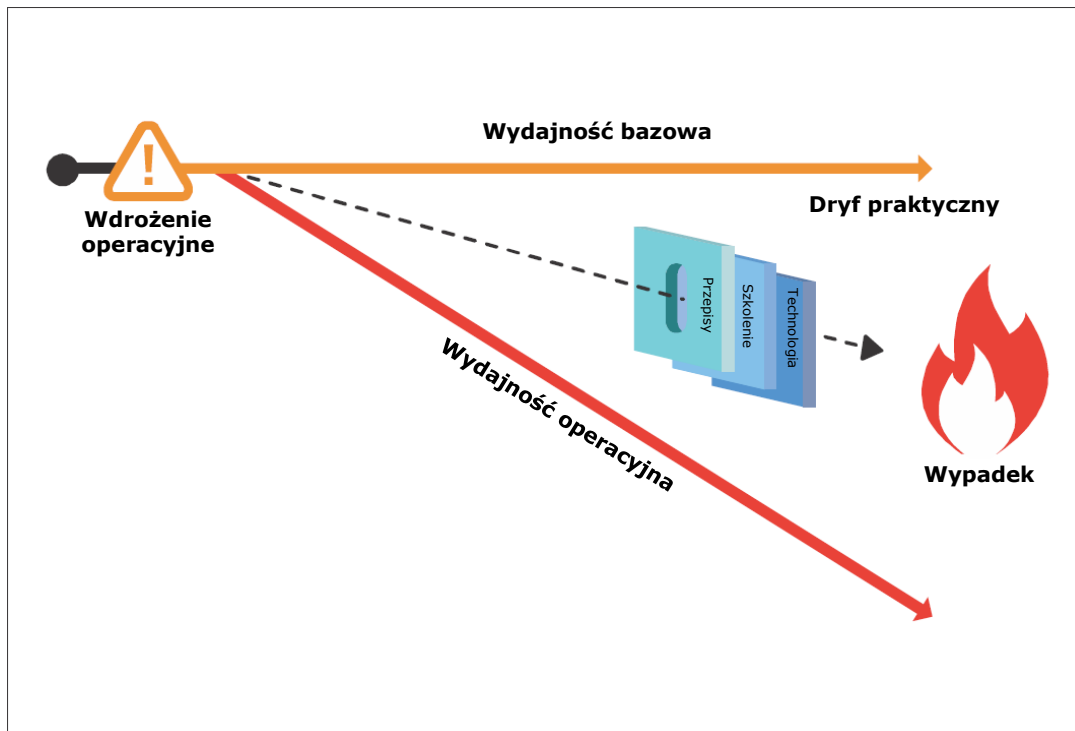 Wydajność bazowa
Dryf praktyczny
Wdrożenie
operacyjne
Przepisy
Szkolenie
Technologia
Wydajność operacyjna
Wypadek